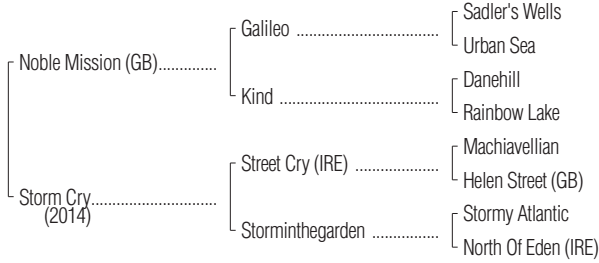 Sadler's Wells
Galileo ................................
Urban Sea
Noble Mission (GB)..............
Danehill
Kind ....................................
Rainbow Lake
Machiavellian
Street Cry (IRE) ...................
Helen Street (GB)
Storm Cry............................
(2014)
Stormy Atlantic
Storminthegarden ...............
North Of Eden (IRE)